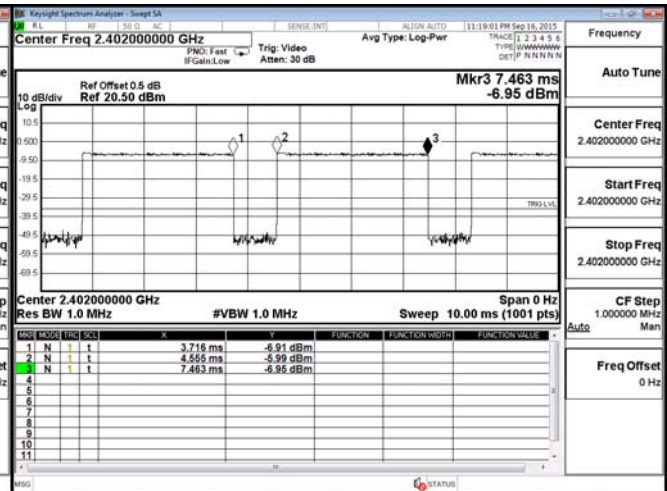 Keysight Spectrum Analyzer - Swept SA
RL RF 50 Ω AC SENSE:INT ALIGN AUTO 11:19:01 PM Sep 16, 2015
Center Freq 2.402000000 GHz
PNO: Fast
IFGain:Low
Trig: Video
Atten: 30 dB
Avg Type: Log-Pwr
TRACE 1 2 3 4 5 6
TYPE WWWWWW
DET P N N N N N
Frequency
Auto Tune
Ref Offset 0.5 dB
Mkr3 7.463 ms
10 dB/div Ref 20.50 dBm -6.95 dBm
Log
10.5
0.500
-9.50
-19.5
-29.5
-39.5
-49.5
-59.5
-69.5
1 2 3
TRIG LVL
Center Freq
2.402000000 GHz
Start Freq
2.402000000 GHz
Stop Freq
2.402000000 GHz
CF Step
1.000000 MHz
Auto Man
Freq Offset
0 Hz
Center 2.402000000 GHz Span 0 Hz
Res BW 1.0 MHz #VBW 1.0 MHz Sweep 10.00 ms (1001 pts)
MKR MODE TRC SCL X Y FUNCTION FUNCTION WIDTH FUNCTION VALUE
1 N 1 t 3.716 ms -6.91 dBm
2 N 1 t 4.555 ms -5.99 dBm
3 N 1 t 7.463 ms -6.95 dBm
4
5
6
7
8
9
10
11
MSG STATUS